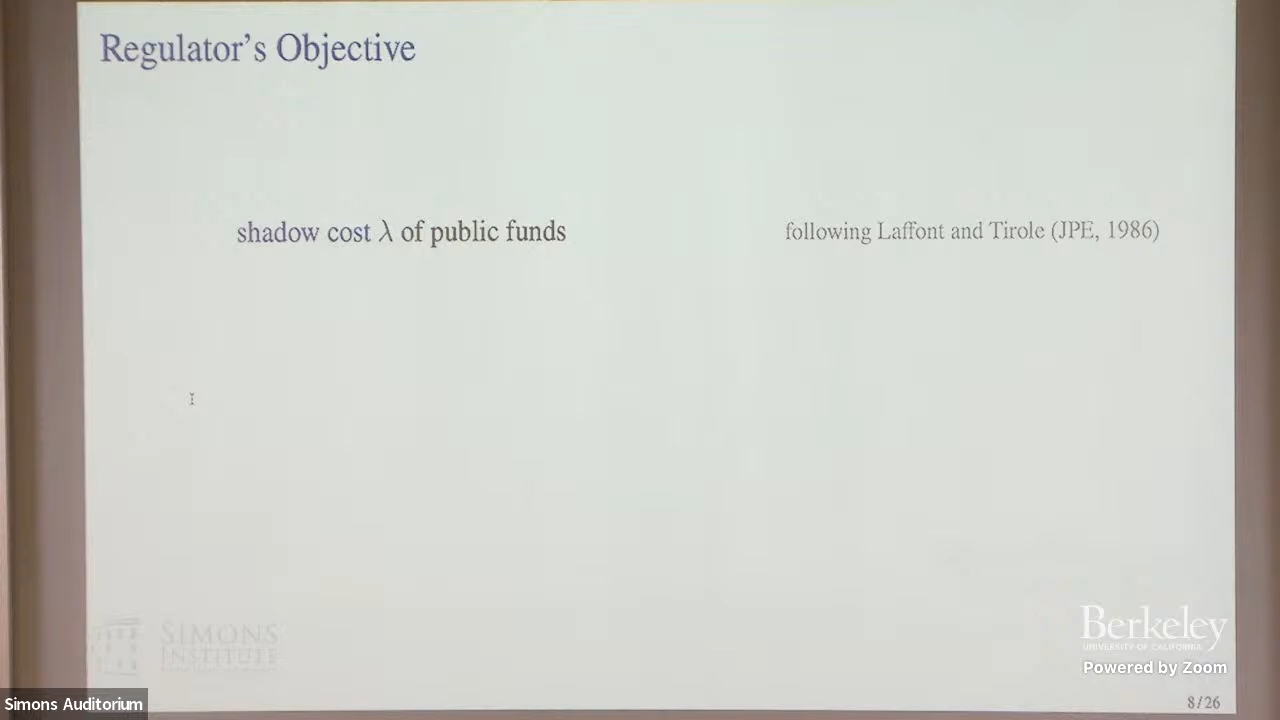 Regulator's Objective
shadow cost λ of public funds
following Laffont and Tirole (JPE, 1986)
SIMONS
INSTITUTE
Berkeley
UNIVERSITY OF CALIFORNIA
Powered by Zoom
Simons Auditorium
8/26